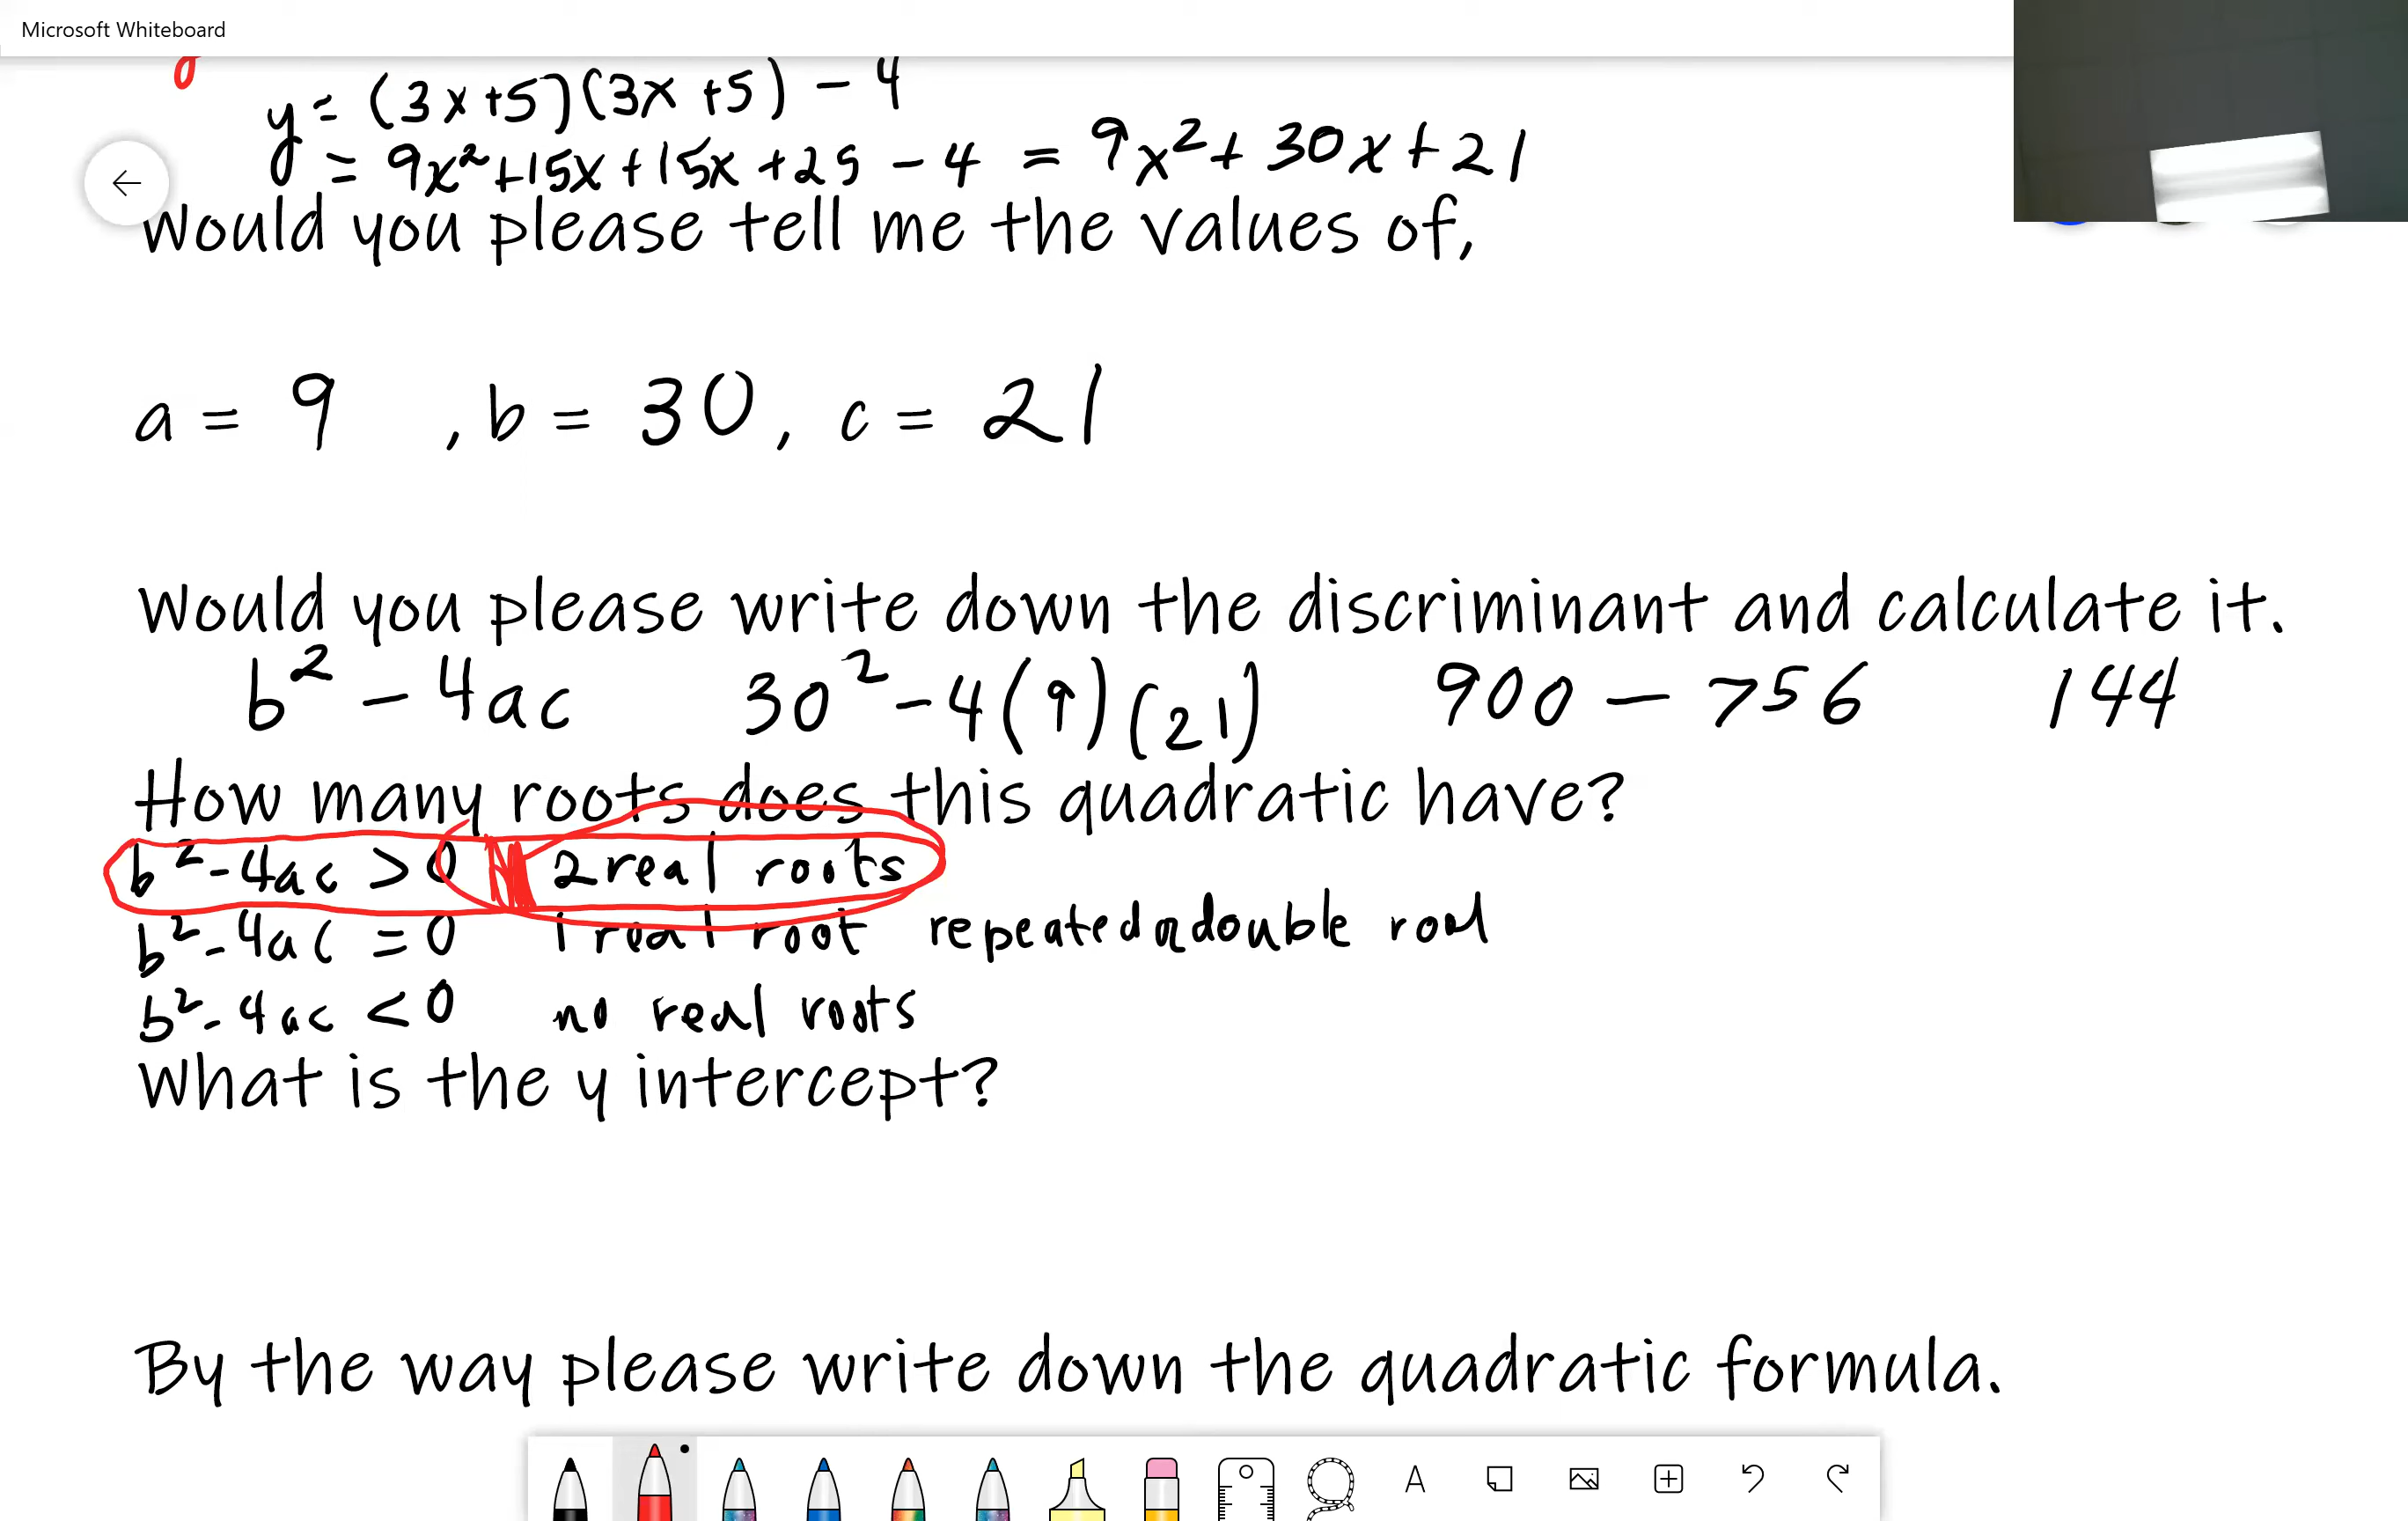 Microsoft Whiteboard
y = (3x+5)(3x+5) - 4
= 9x²+15x+15x+25 - 4 = 9x²+ 30x+21
Would you please tell me the values of,
a = 9 , b = 30, c = 21
Would you please write down the discriminant and calculate it.
b² - 4ac 30²-4(9)(21) 900 - 756 144
How many roots does this quadratic have?
b²-4ac >0 2 real roots
b²-4ac =0 1 real root repeated or double root
b²-4ac <0 no real roots
What is the y intercept?
By the way please write down the quadratic formula.
A